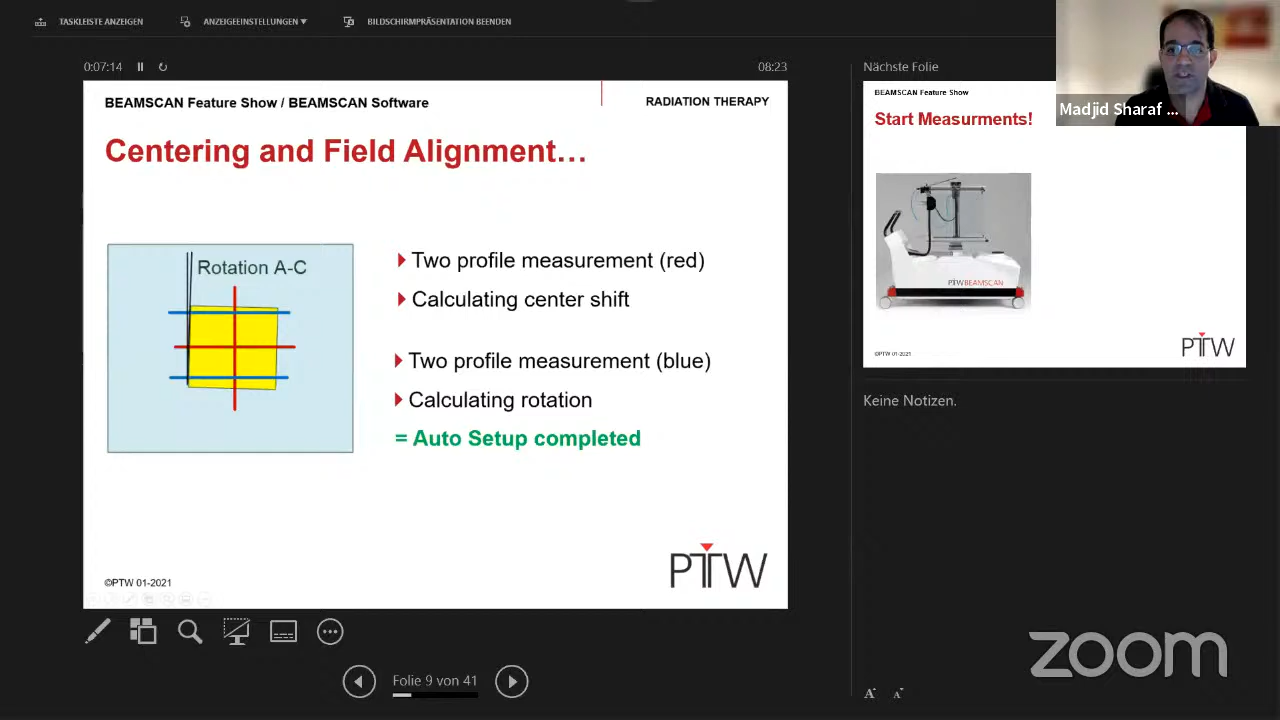 TASKLEISTE ANZEIGEN
ANZEIGEEINSTELLUNGEN ▼
BILDSCHIRMPRÄSENTATION BEENDEN
0:07:14
08:23
BEAMSCAN Feature Show / BEAMSCAN Software
RADIATION THERAPY
Centering and Field Alignment…
Rotation A-C
Two profile measurement (red)
Calculating center shift
Two profile measurement (blue)
Calculating rotation
= Auto Setup completed
©PTW 01-2021
PTW
Folie 9 von 41
Nächste Folie
BEAMSCAN Feature Show
Start Measurments!
PTW BEAMSCAN
©PTW 01-2021
PTW
Keine Notizen.
Madjid Sharaf ...
zoom
A A